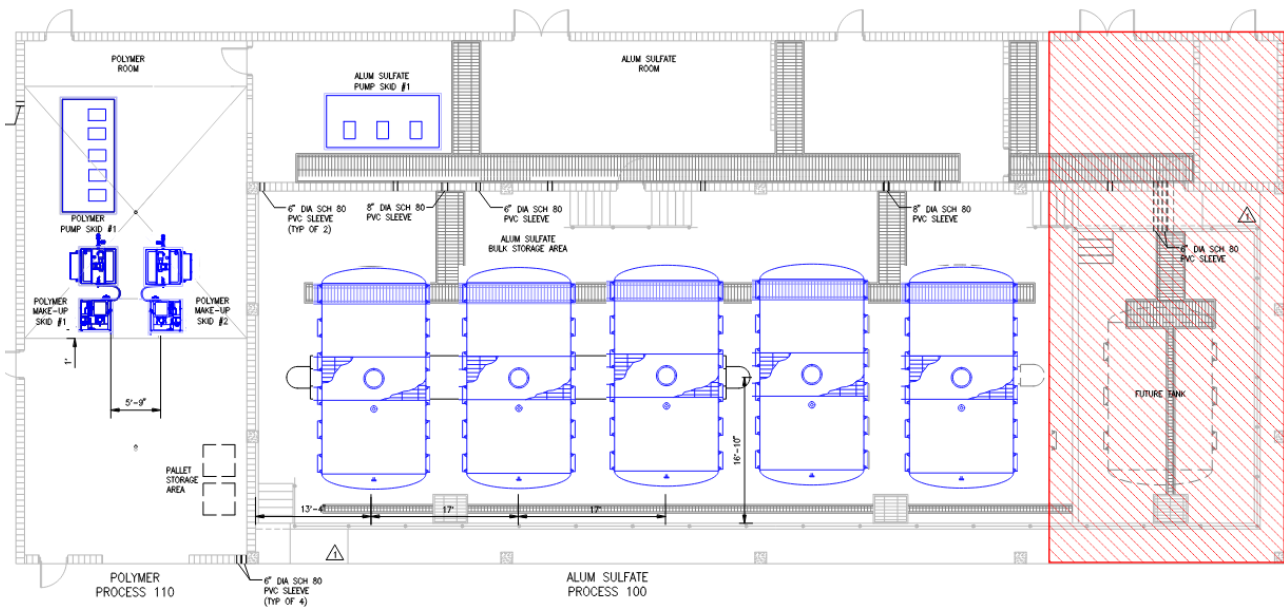 POLYMER
ROOM
ALUM SULFATE
PUMP SKID #1
ALUM SULFATE
ROOM
POLYMER
PUMP SKID #1
6" DIA SCH 80
PVC SLEEVE
(TYP OF 2)
8" DIA SCH 80
PVC SLEEVE
6" DIA SCH 80
PVC SLEEVE
8" DIA SCH 80
PVC SLEEVE
1
6" DIA SCH 80
PVC SLEEVE
ALUM SULFATE
BULK STORAGE AREA
POLYMER
MAKE-UP
SKID #1
POLYMER
MAKE-UP
SKID #2
1'
5'-9"
FUTURE TANK
16'-10"
PALLET
STORAGE
AREA
13'-4"
17'
17'
1
POLYMER
PROCESS 110
6" DIA SCH 80
PVC SLEEVE
(TYP OF 4)
ALUM SULFATE
PROCESS 100